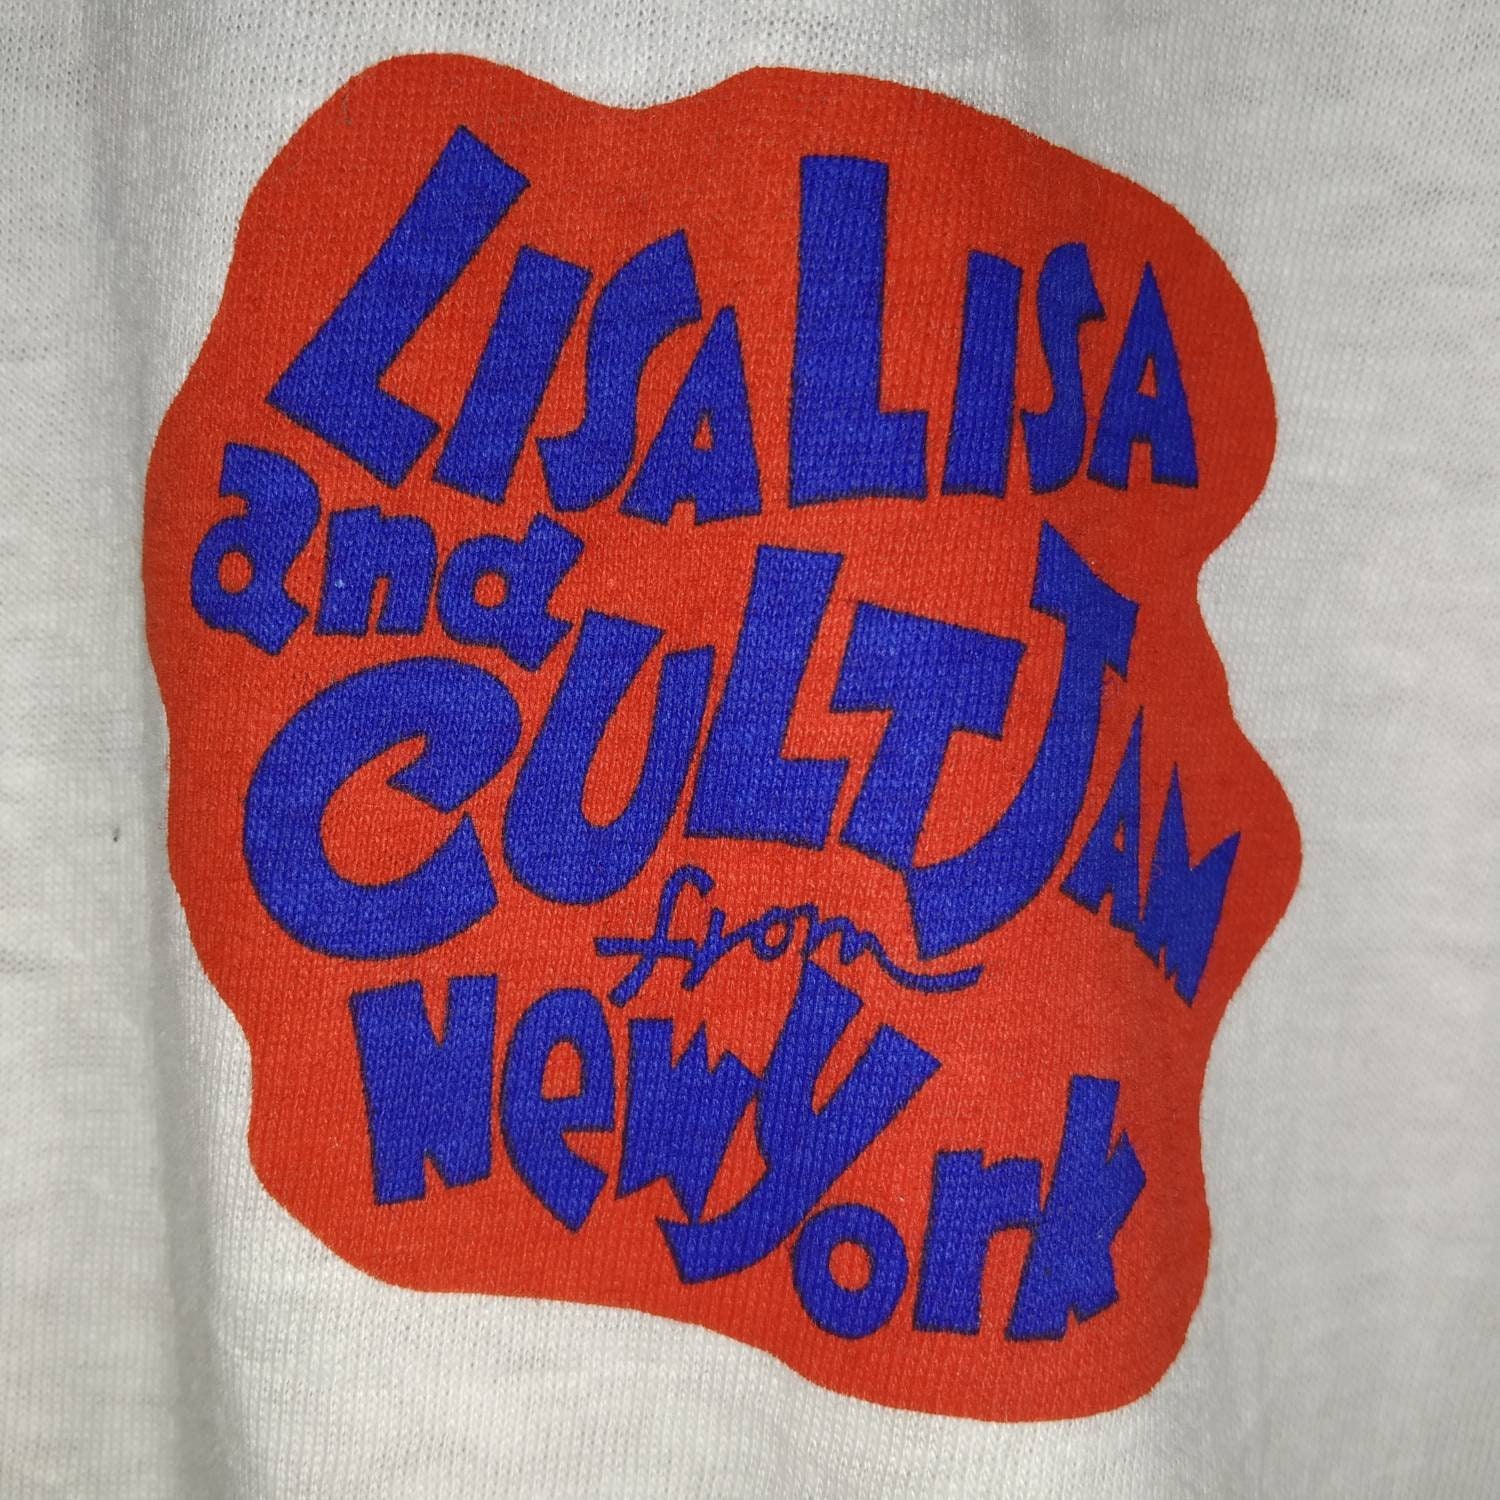 LISA LISA
and
CULT JAM
from
New York